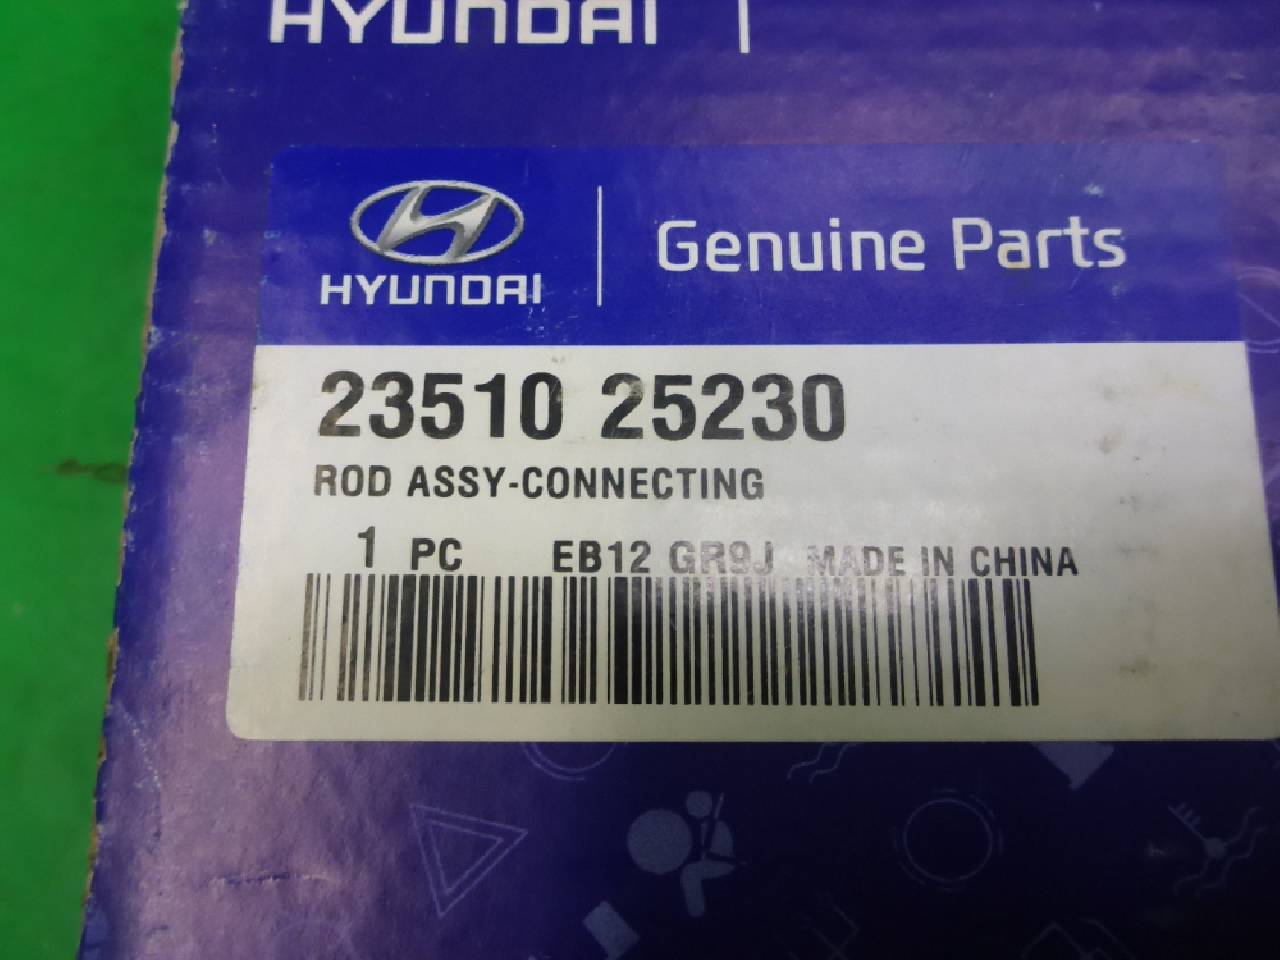 HYUNDAI
HYUNDAI
Genuine Parts
23510 25230
ROD ASSY-CONNECTING
1 PC EB12 GR9J MADE IN CHINA